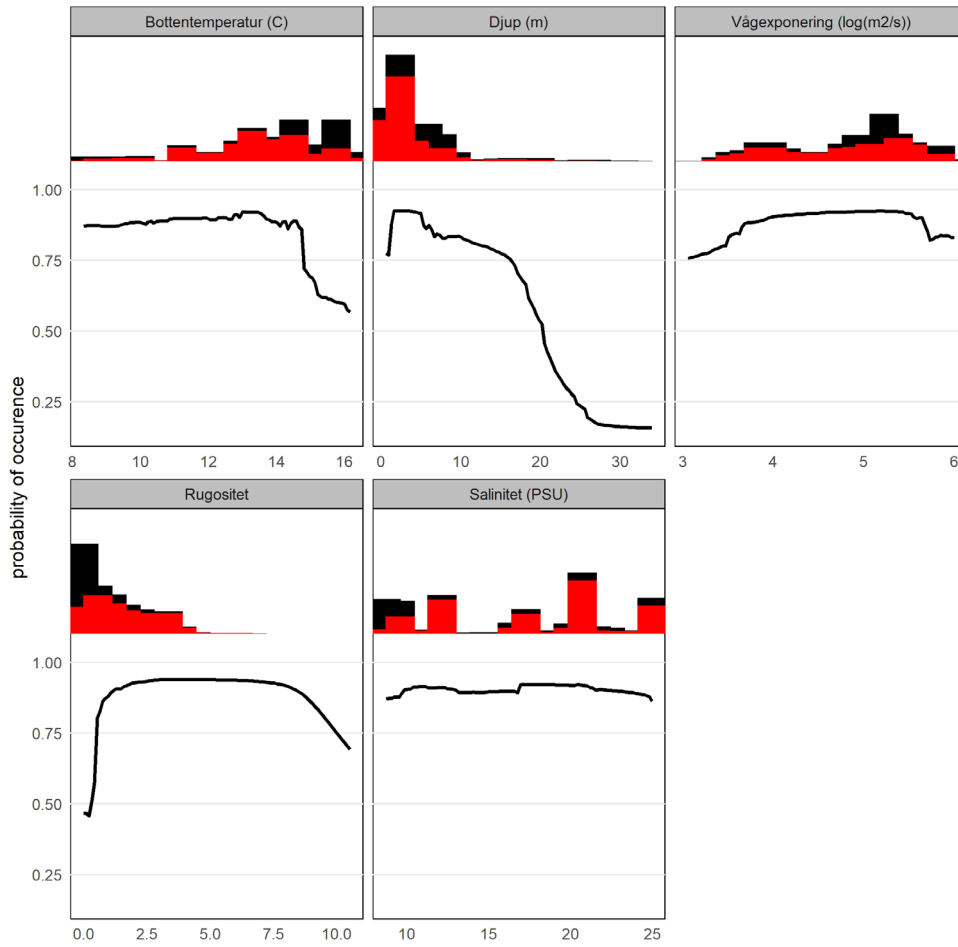 Bottentemperatur (C) Djup (m) Vågexponering (log(m2/s))
1.00
0.75
0.50
0.25
8 10 12 14 16 0 10 20 30 3 4 5 6
probability of occurence
Rugositet Salinitet (PSU)
1.00
0.75
0.50
0.25
0.0 2.5 5.0 7.5 10.0 10 15 20 25